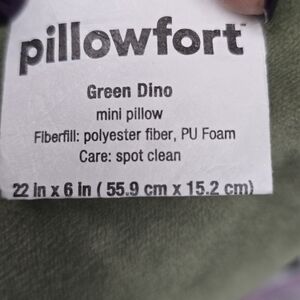 pillowfort™
Green Dino
mini pillow
Fiberfill: polyester fiber, PU Foam
Care: spot clean
22 in x 6 in ( 55.9 cm x 15.2 cm)